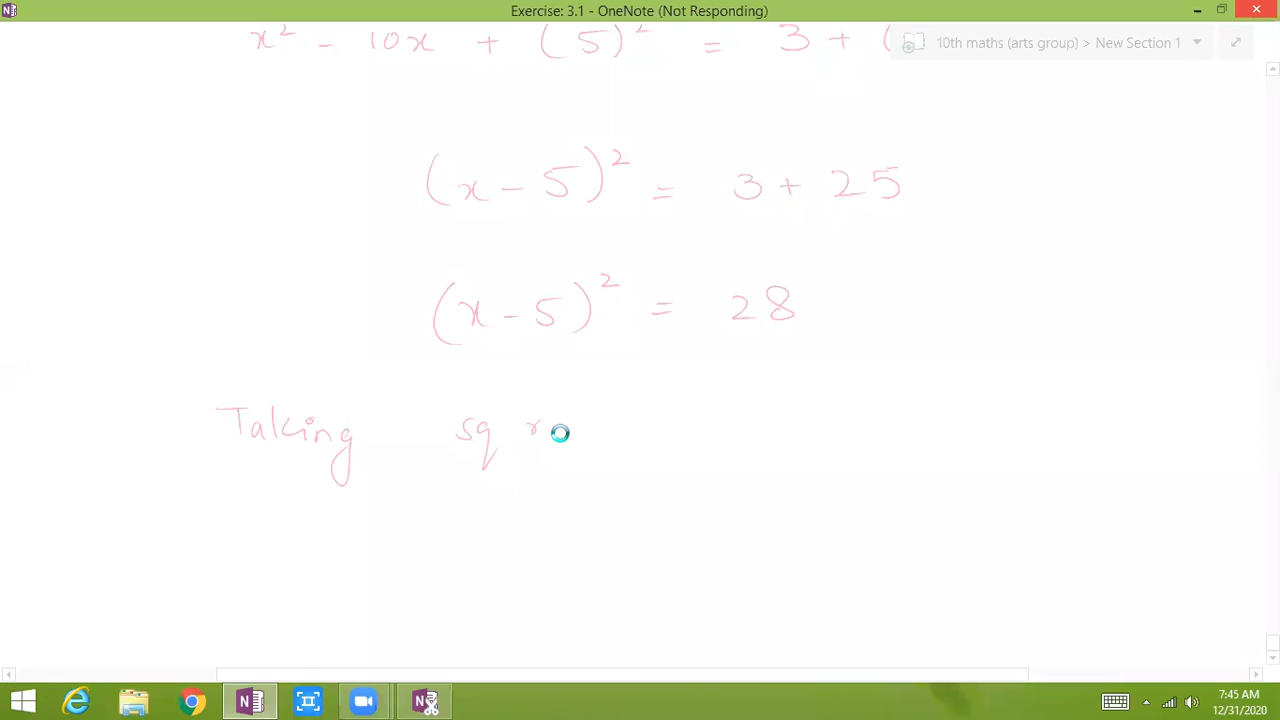 Exercise: 3.1 - OneNote (Not Responding)
x² - 10x + (5)² = 3 + (
10th maths (arts group) > New Section 1
(x - 5)² = 3 + 25
(x - 5)² = 28
Taking sq r
7:45 AM
12/31/2020